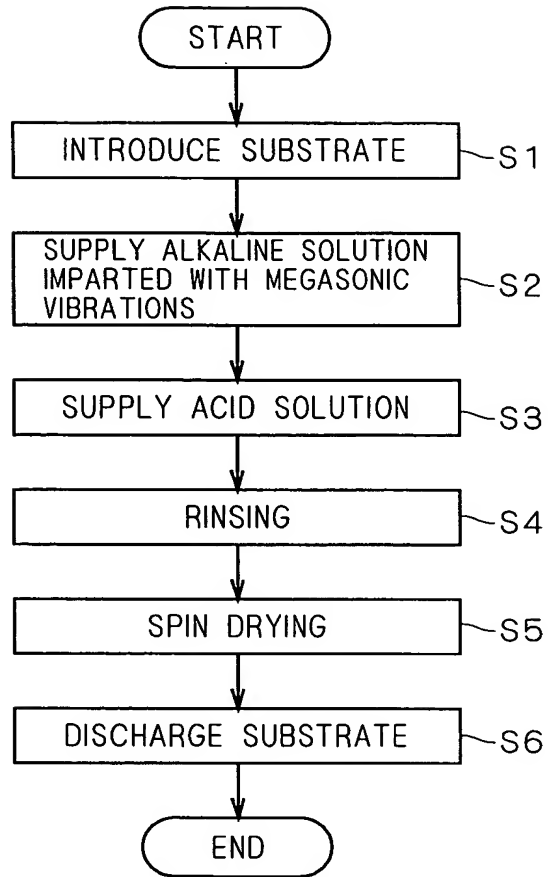 START
INTRODUCE SUBSTRATE
S1
SUPPLY ALKALINE SOLUTION
IMPARTED WITH MEGASONIC
VIBRATIONS
S2
SUPPLY ACID SOLUTION
S3
RINSING
S4
SPIN DRYING
S5
DISCHARGE SUBSTRATE
S6
END